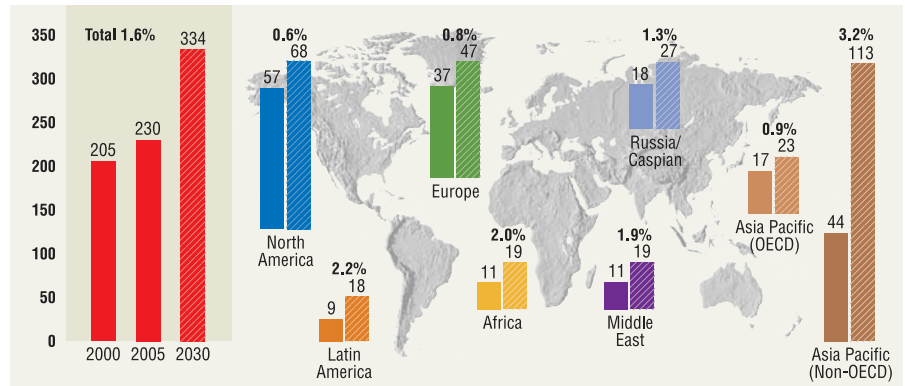 350
300
250
200
150
100
50
0
Total 1.6%
205
230
334
2000 2005 2030
0.6%
57
68
North
America
2.2%
9
18
Latin
America
0.8%
37
47
Europe
2.0%
11
19
Africa
1.3%
18
27
Russia/
Caspian
1.9%
11
19
Middle
East
0.9%
17
23
Asia Pacific
(OECD)
3.2%
44
113
Asia Pacific
(Non-OECD)